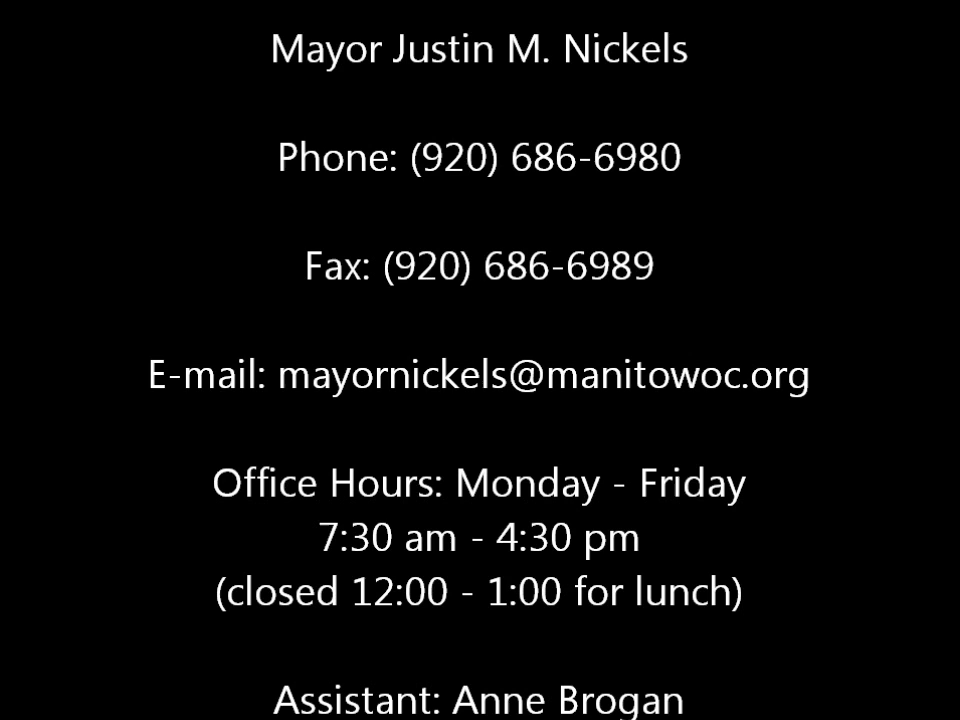 Mayor Justin M. Nickels
Phone: (920) 686-6980
Fax: (920) 686-6989
E-mail: mayornickels@manitowoc.org
Office Hours: Monday - Friday
7:30 am - 4:30 pm
(closed 12:00 - 1:00 for lunch)
Assistant: Anne Brogan